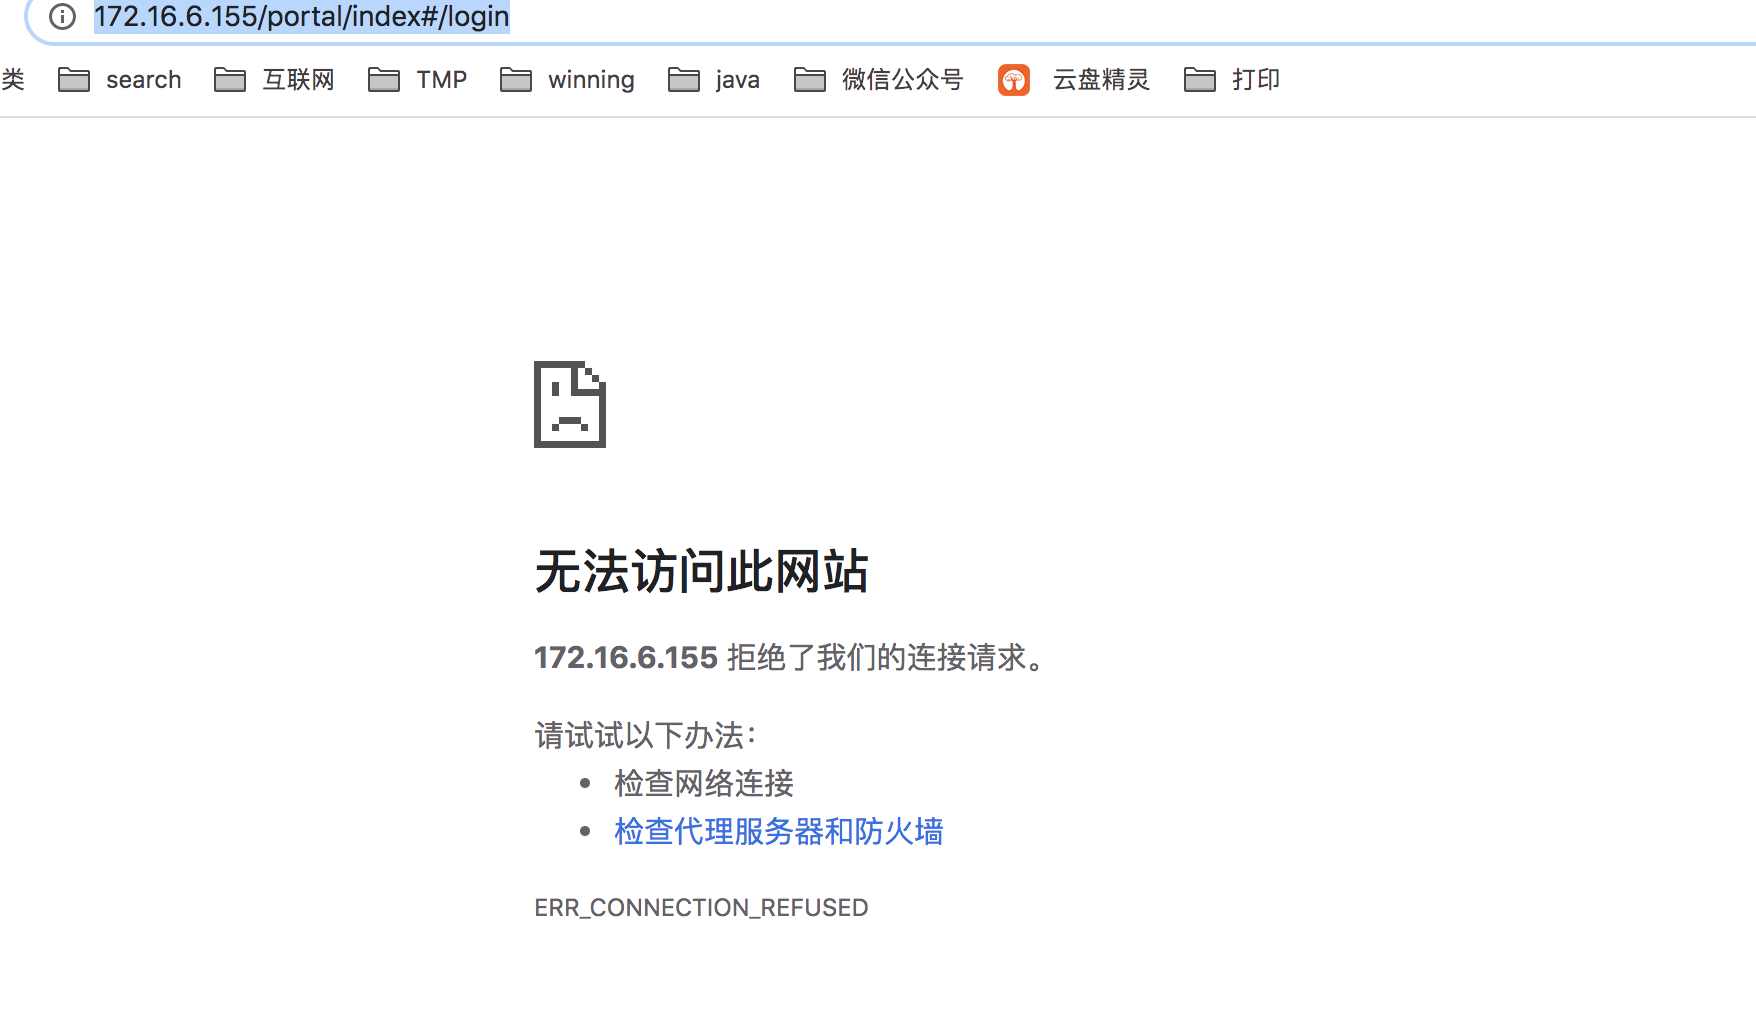 172.16.6.155/portal/index#/login
类 search 互联网 TMP winning java 微信公众号 云盘精灵 打印
无法访问此网站
172.16.6.155 拒绝了我们的连接请求。
请试试以下办法：
• 检查网络连接
• 检查代理服务器和防火墙
ERR_CONNECTION_REFUSED